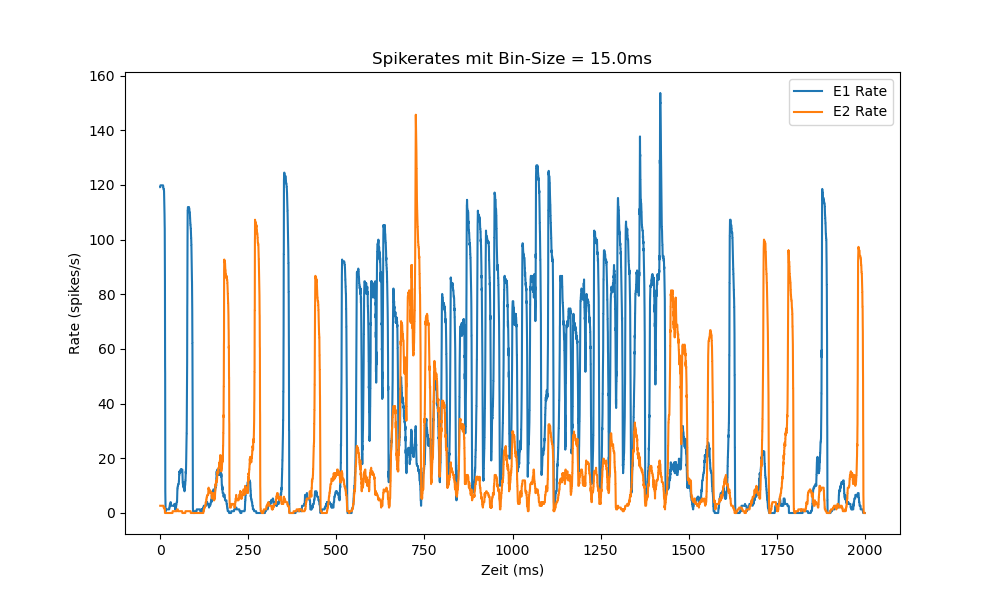 Spikerates mit Bin-Size = 15.0ms
160
140
120
100
80
60
40
20
0
Rate (spikes/s)
E1 Rate
E2 Rate
0 250 500 750 1000 1250 1500 1750 2000
Zeit (ms)